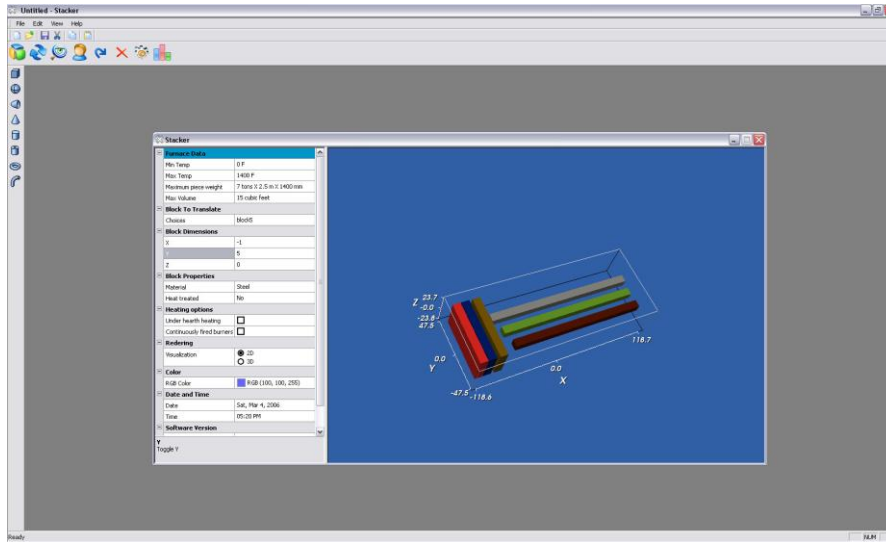 Untitled - Stacker
File Edit View Help
Stacker
Furnace Data
Min Temp 0 F
Max Temp 1400 F
Maximum piece weight 7 tons X 2.5 m X 1400 mm
Max Volume 15 cubic feet
Block To Translate
Choices block5
Block Dimensions
X -1
Y 5
Z 0
Block Properties
Material Steel
Heat treated No
Heating options
Under hearth heating
Continuously fired burners
Redering
Visualization 2D
3D
Color
RGB Color RGB (100, 100, 255)
Date and Time
Date Sat, Mar 4, 2006
Time 05:20 PM
Software Version
Y
Toggle Y
Z 23.7
-0.0
-23.8
47.5
0.0
Y
-47.5
-118.6
0.0
X
118.7
Ready NUM